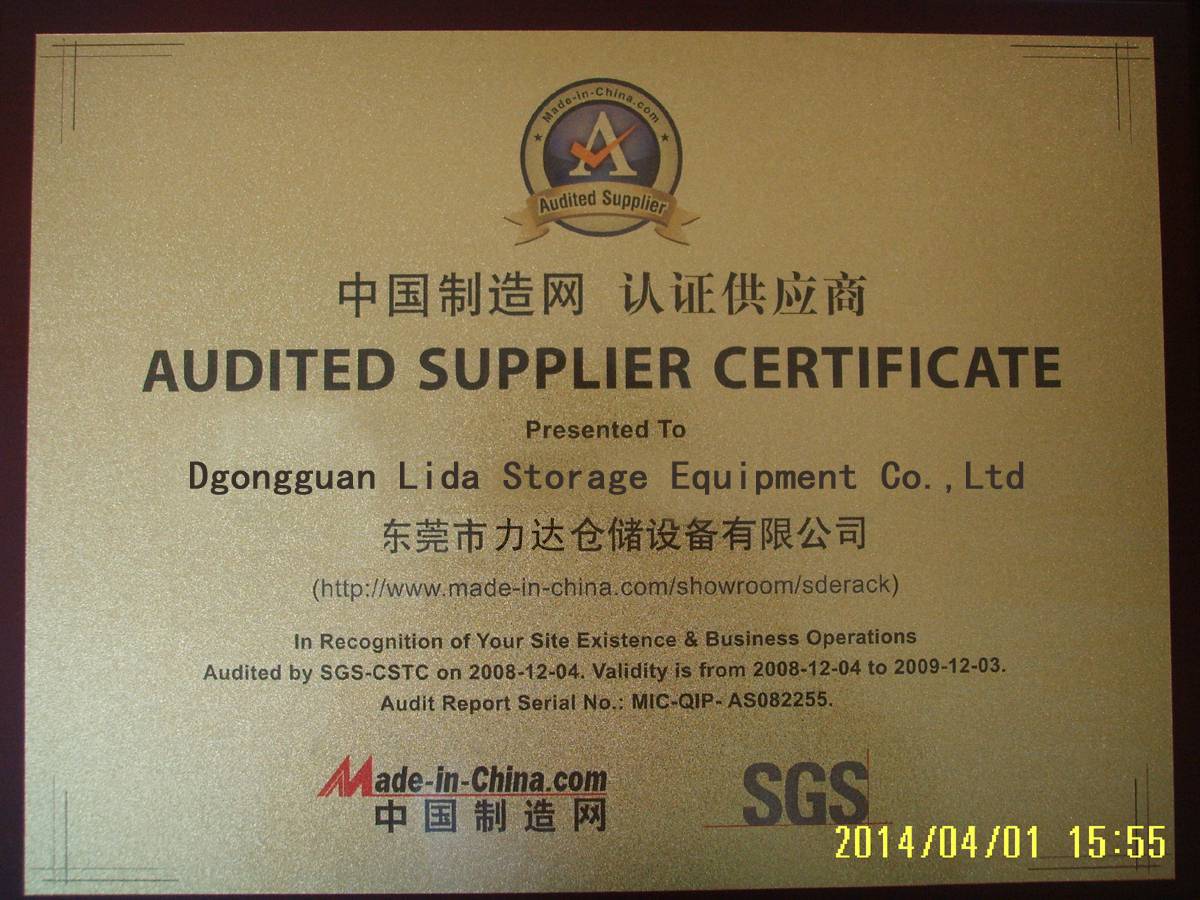 Made-in-China.com
A
Audited Supplier
中国制造网 认证供应商
AUDITED SUPPLIER CERTIFICATE
Presented To
Dgongguan Lida Storage Equipment Co.,Ltd
东莞市力达仓储设备有限公司
(http://www.made-in-china.com/showroom/sderack)
In Recognition of Your Site Existence & Business Operations
Audited by SGS-CSTC on 2008-12-04. Validity is from 2008-12-04 to 2009-12-03.
Audit Report Serial No.: MIC-QIP- AS082255.
Made-in-China.com
中国制造网
SGS
2014/04/01 15:55